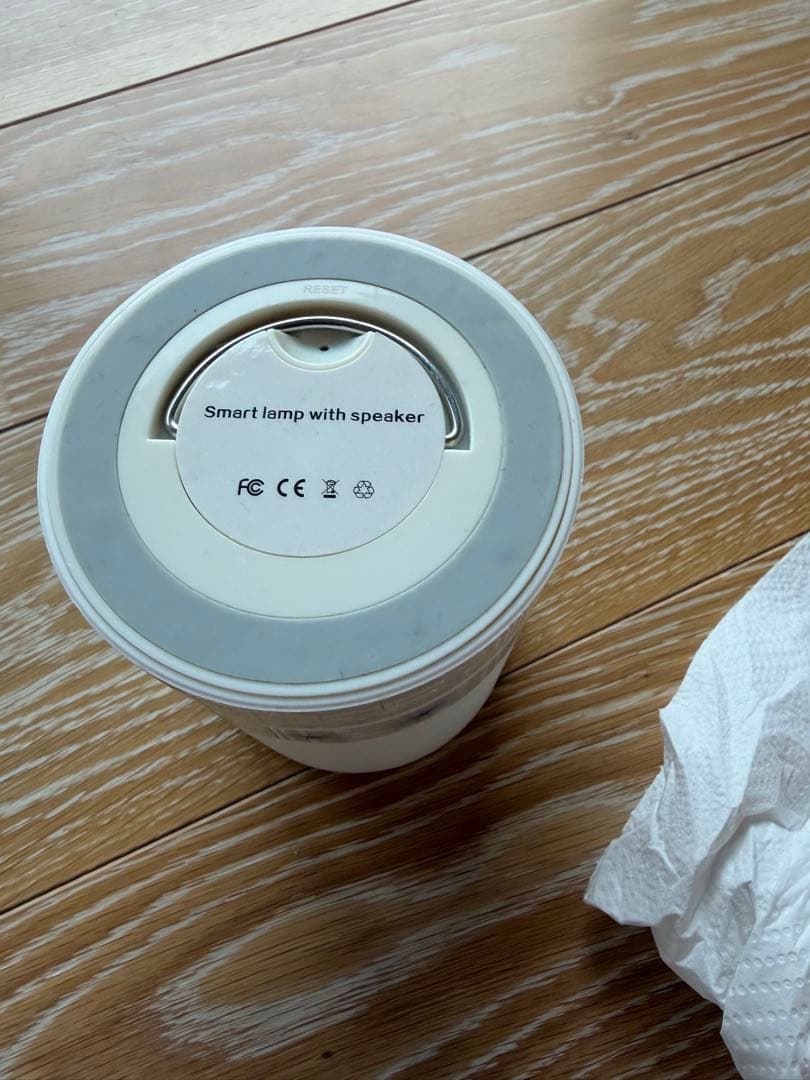 RESET
Smart lamp with speaker
FC CE